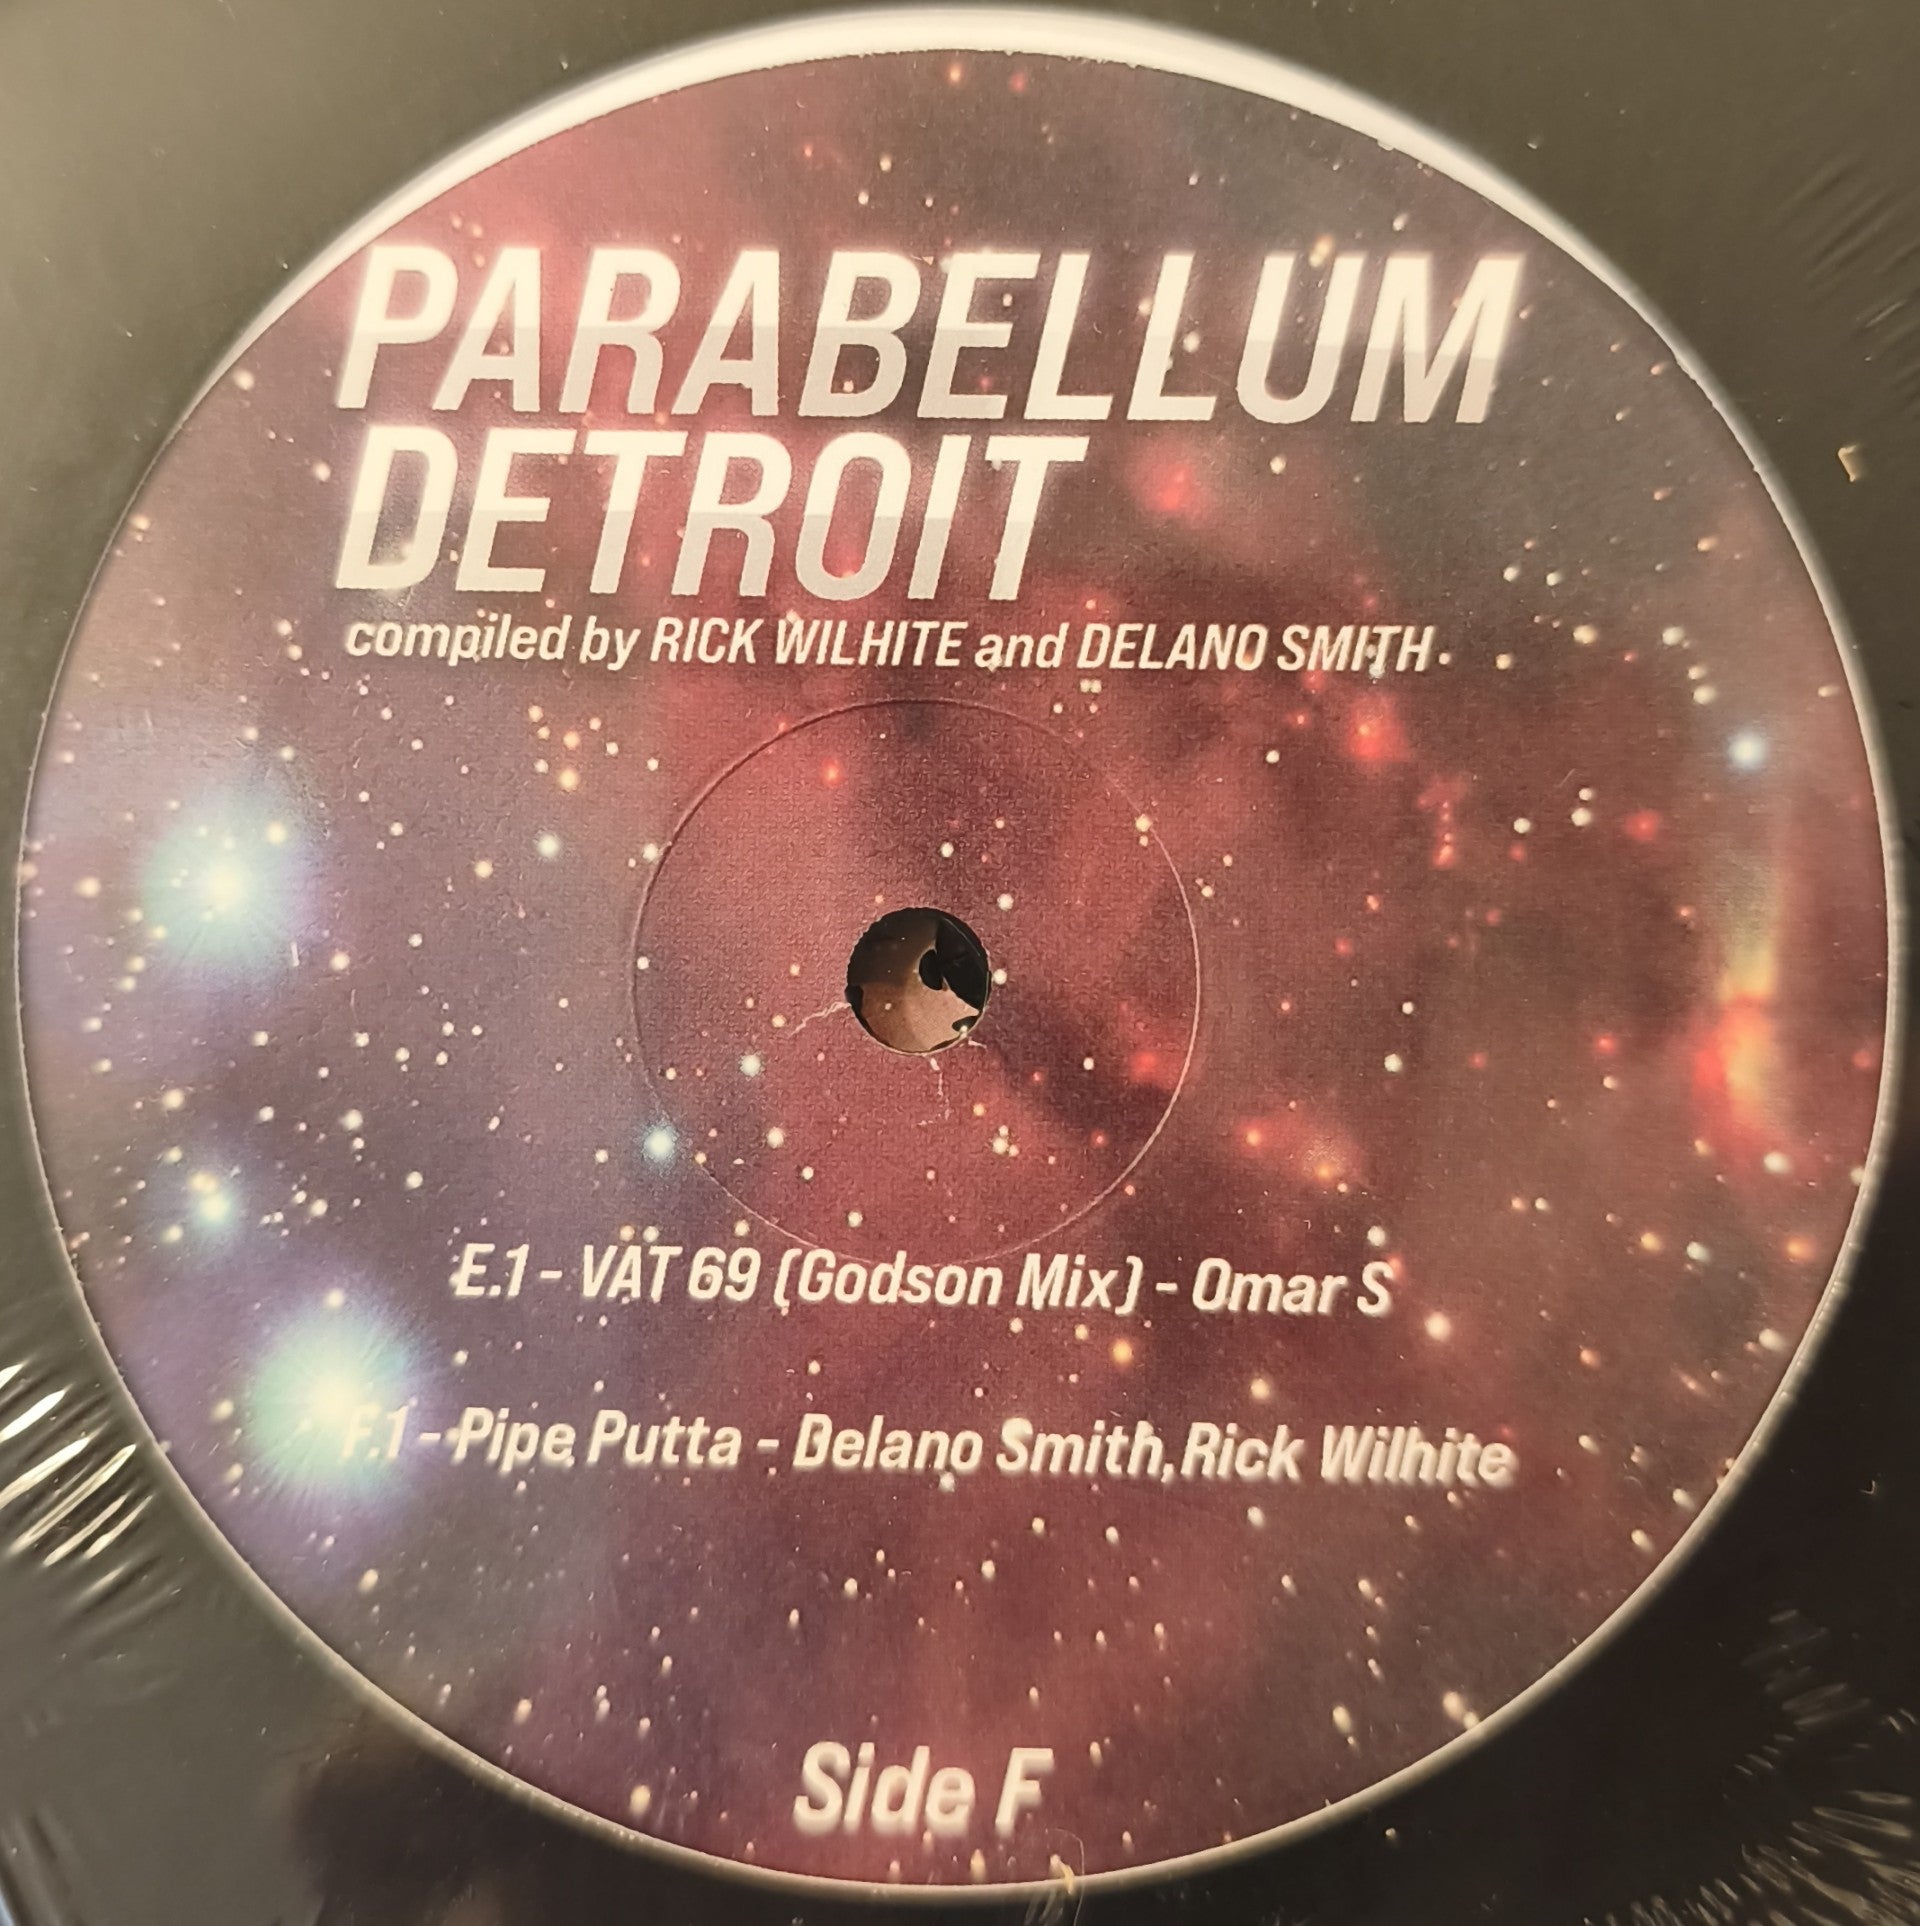 PARABELLUM
DETROIT
compiled by RICK WILHITE and DELANO SMITH
E.1 - VÄT 69 (Godson Mix) - Omar S
F.1 - Pipe Putta - Delano Smith,Rick Wilhite
Side F